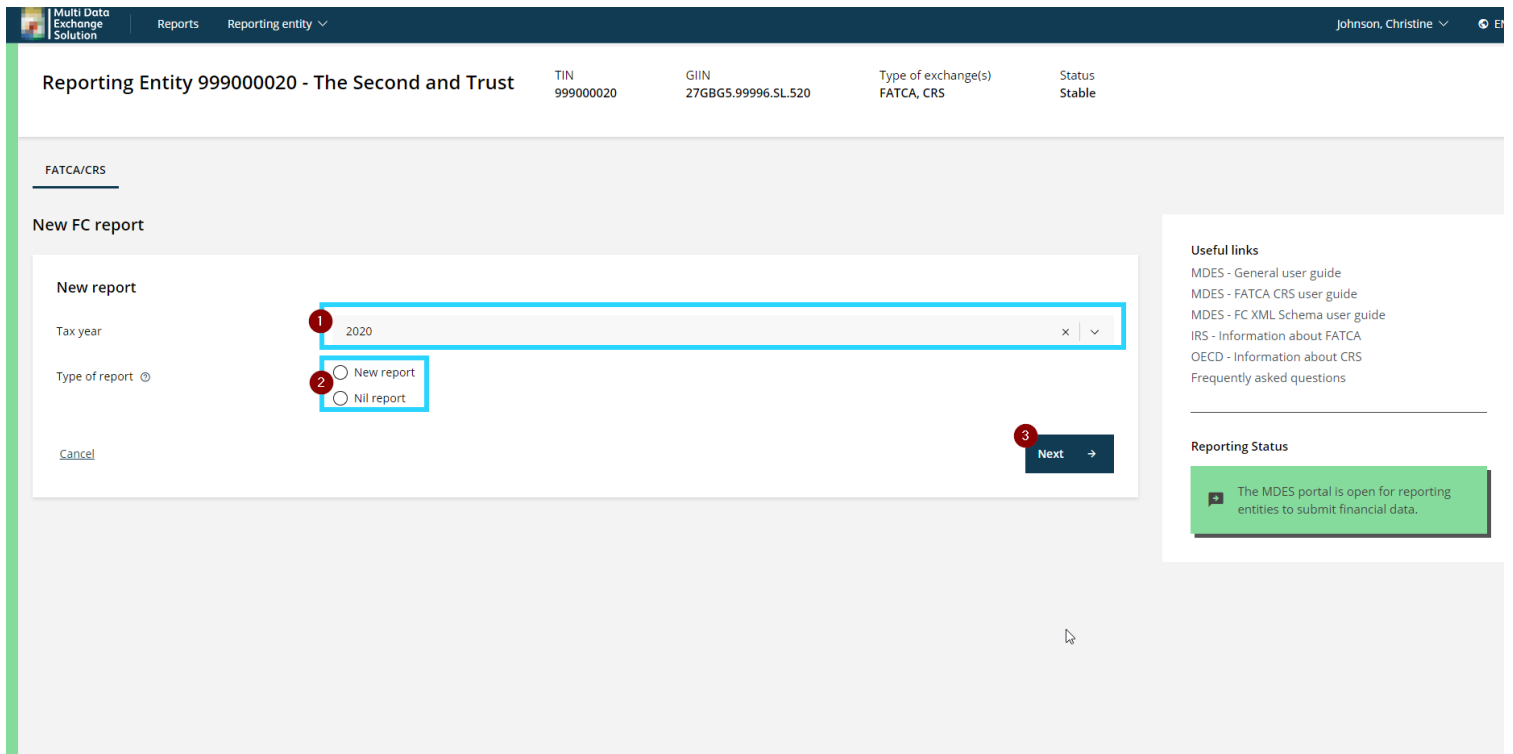 Multi Data
Exchange
Solution
Reports
Reporting entity
Johnson, Christine
Reporting Entity 999000020 - The Second and Trust
TIN
999000020
GIIN
27GBG5.99996.SL.520
Type of exchange(s)
FATCA, CRS
Status
Stable
FATCA/CRS
New FC report
New report
Tax year
1
2020
Type of report
2
New report
Nil report
Cancel
3
Next
Useful links
MDES - General user guide
MDES - FATCA CRS user guide
MDES - FC XML Schema user guide
IRS - Information about FATCA
OECD - Information about CRS
Frequently asked questions
Reporting Status
The MDES portal is open for reporting
entities to submit financial data.